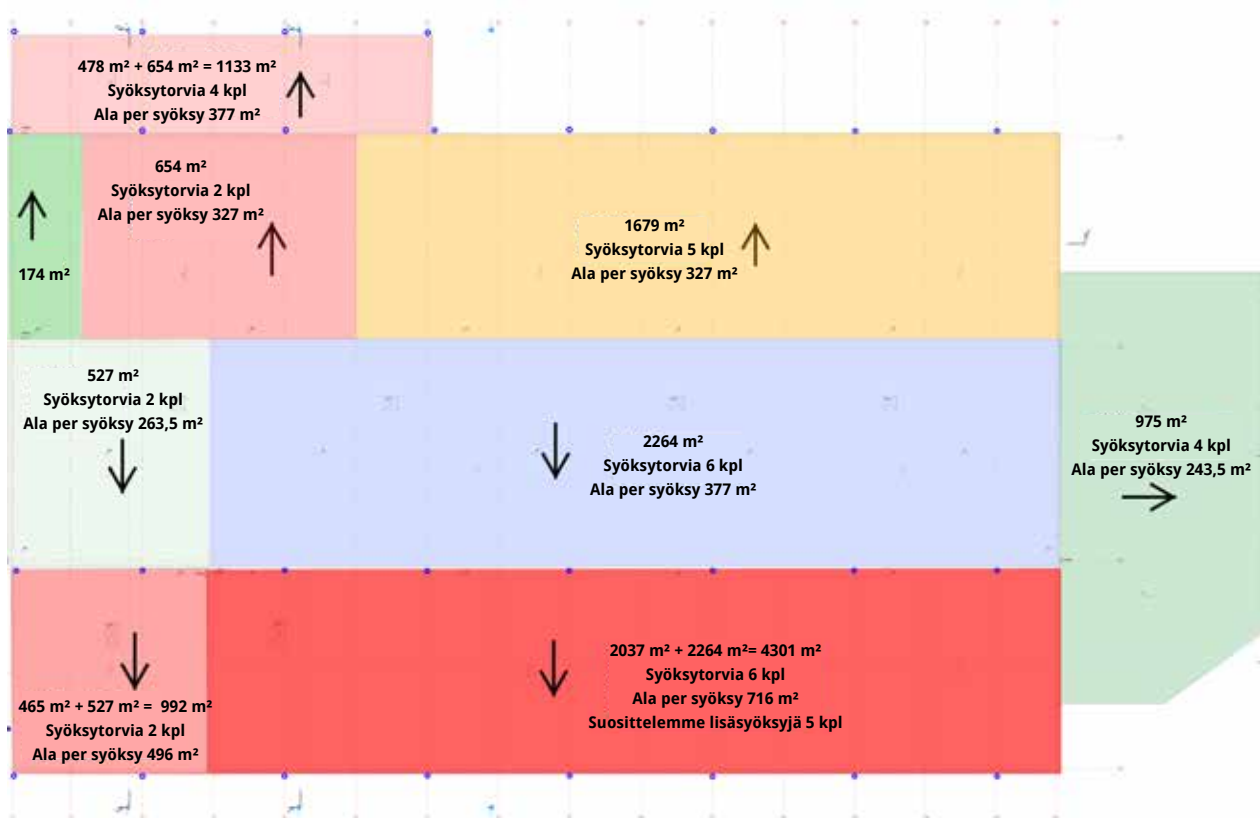 478 m² + 654 m² = 1133 m²
Syöksytorvia 4 kpl
Ala per syöksy 377 m²
654 m²
Syöksytorvia 2 kpl
Ala per syöksy 327 m²
174 m²
1679 m²
Syöksytorvia 5 kpl
Ala per syöksy 327 m²
527 m²
Syöksytorvia 2 kpl
Ala per syöksy 263,5 m²
2264 m²
Syöksytorvia 6 kpl
Ala per syöksy 377 m²
975 m²
Syöksytorvia 4 kpl
Ala per syöksy 243,5 m²
465 m² + 527 m² = 992 m²
Syöksytorvia 2 kpl
Ala per syöksy 496 m²
2037 m² + 2264 m²= 4301 m²
Syöksytorvia 6 kpl
Ala per syöksy 716 m²
Suosittelemme lisäsyöksyjä 5 kpl